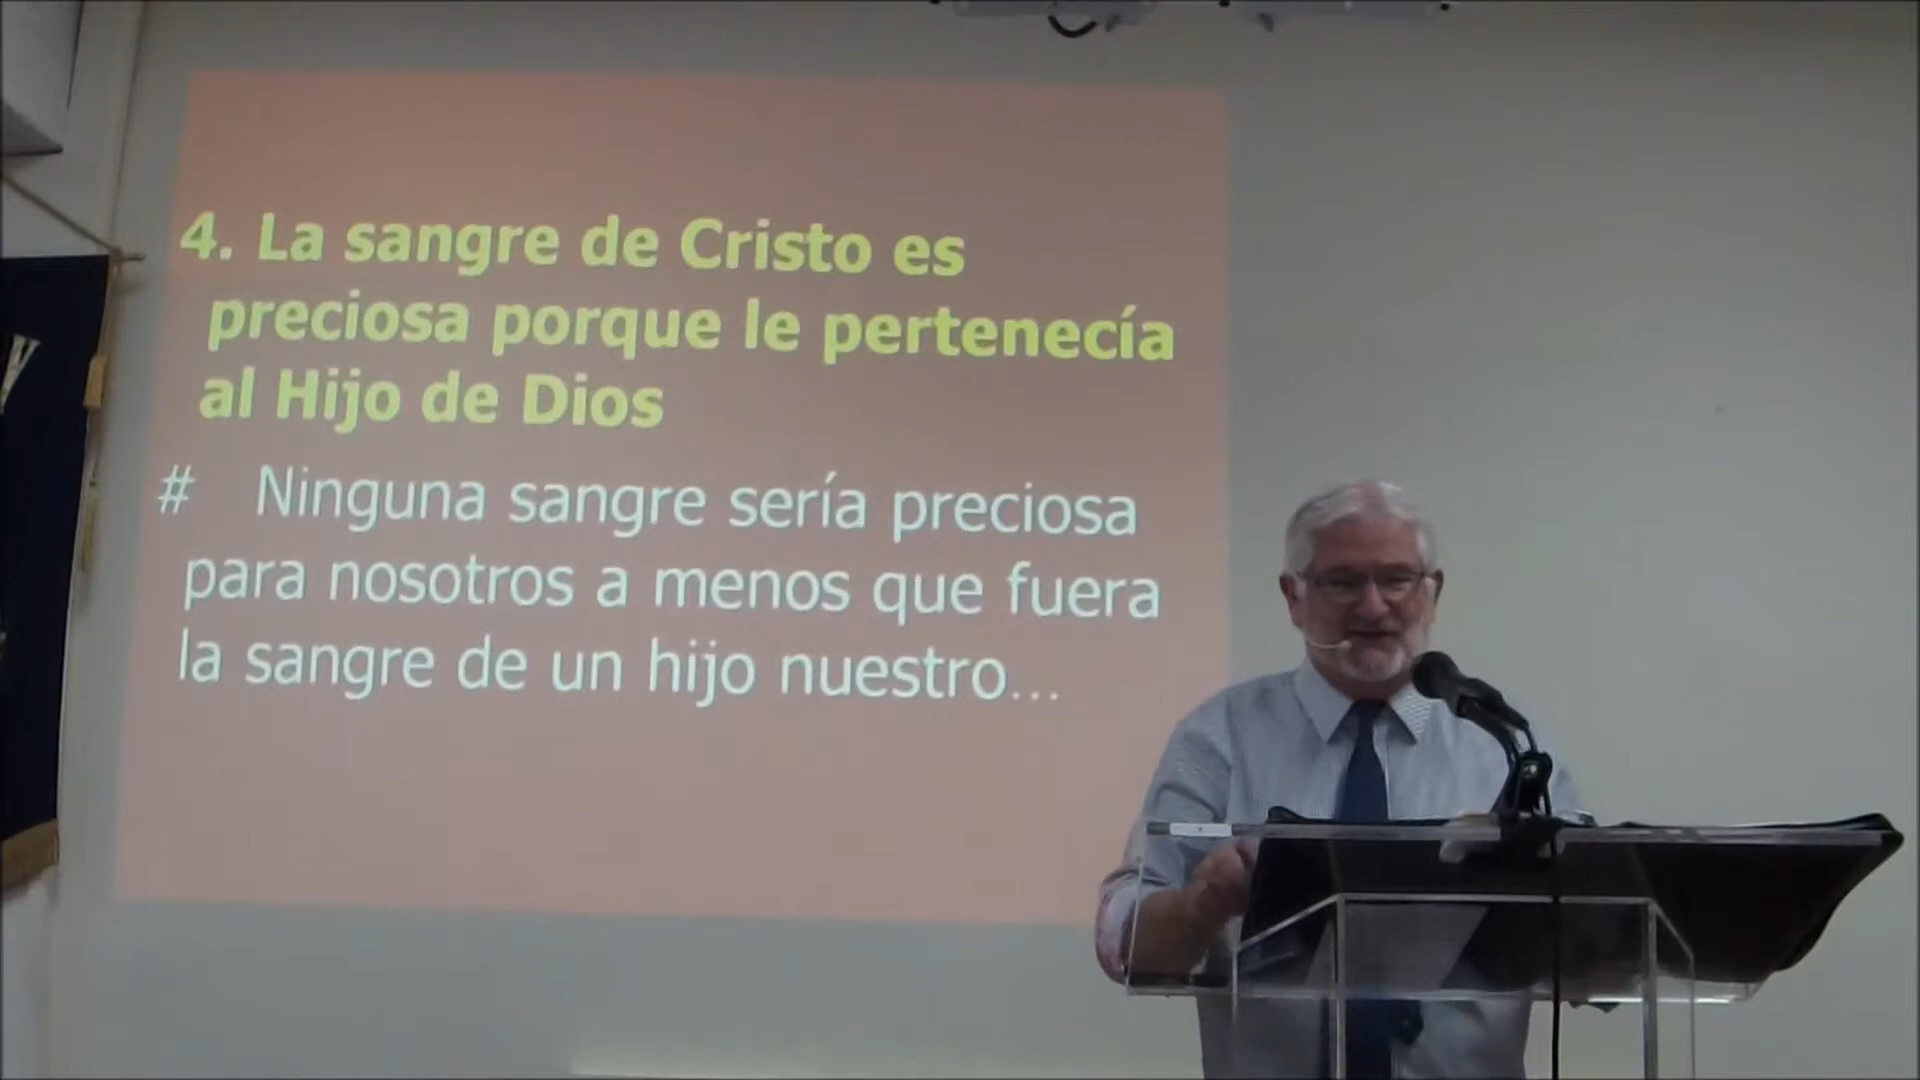 4. La sangre de Cristo es
preciosa porque le pertenecía
al Hijo de Dios
# Ninguna sangre sería preciosa
para nosotros a menos que fuera
la sangre de un hijo nuestro...